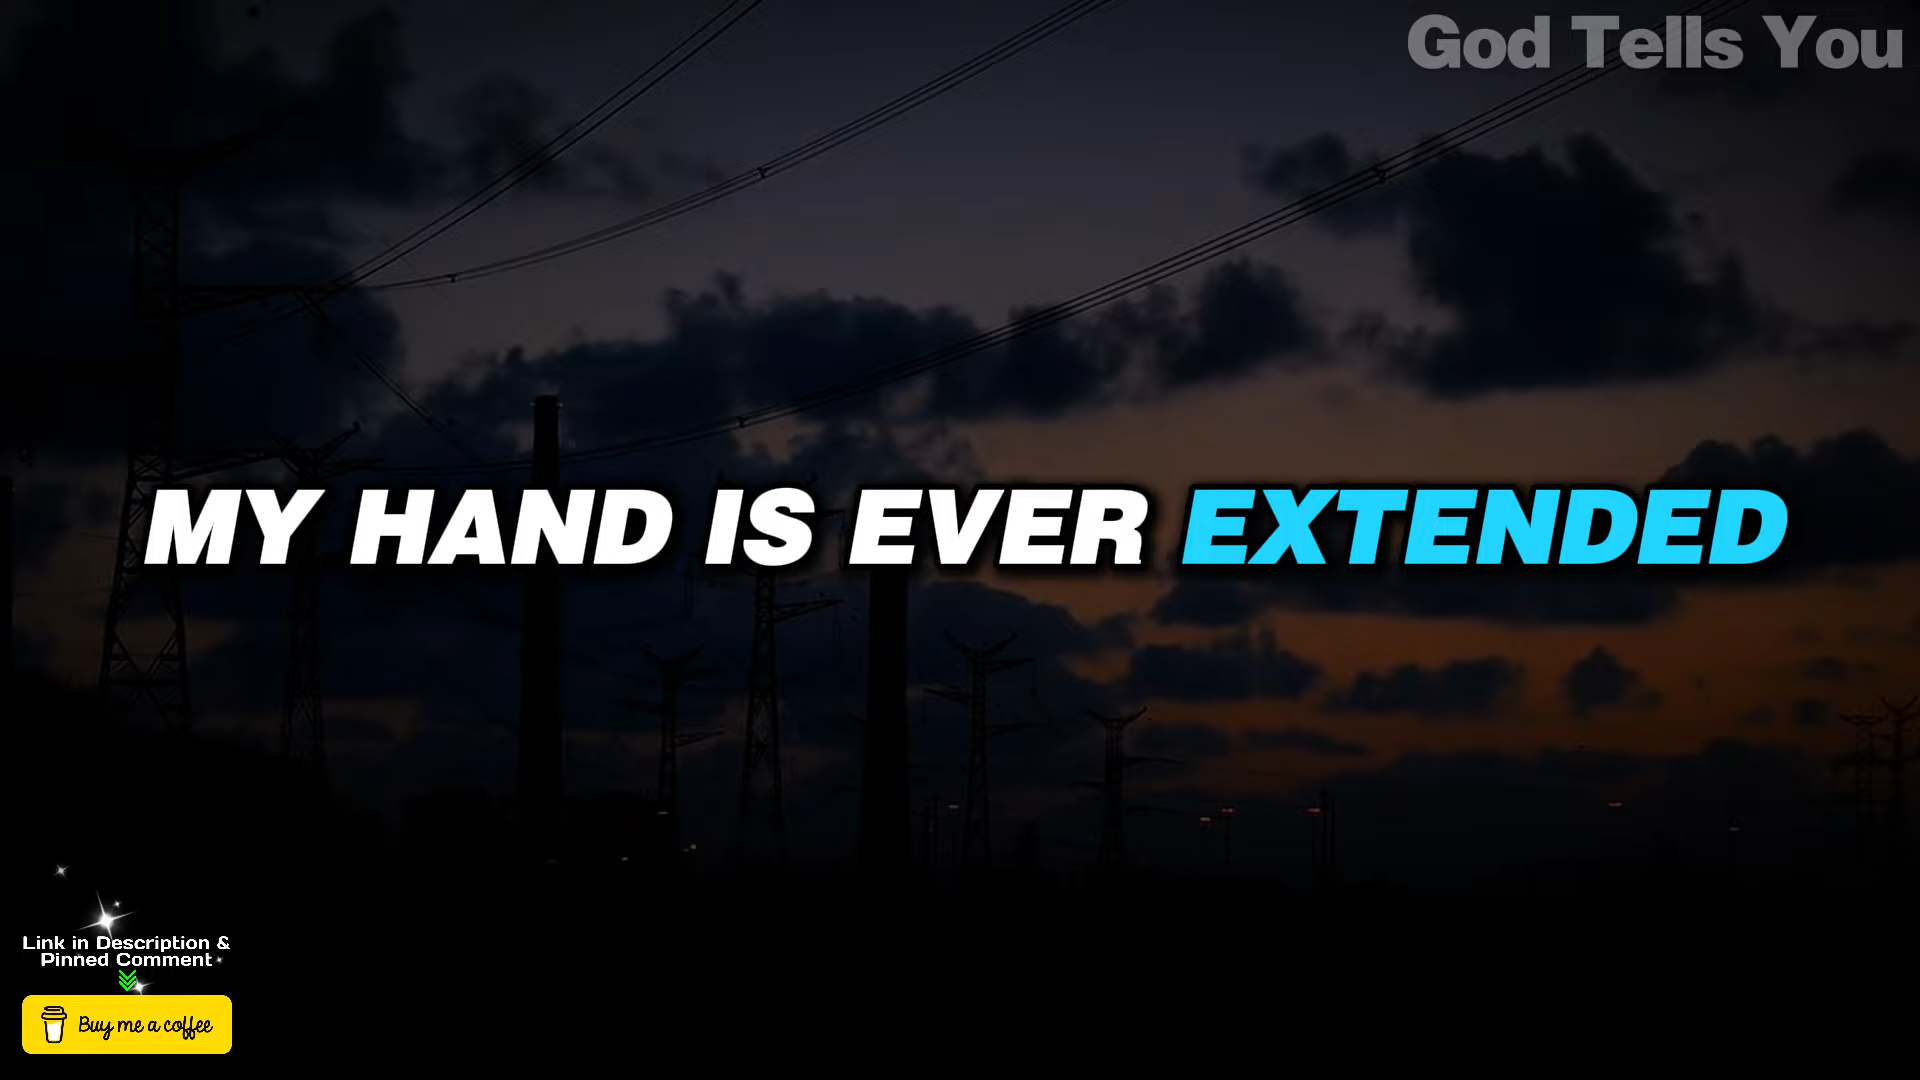 God Tells You
MY HAND IS EVER EXTENDED
Link in Description &
Pinned Comment
Buy me a coffee